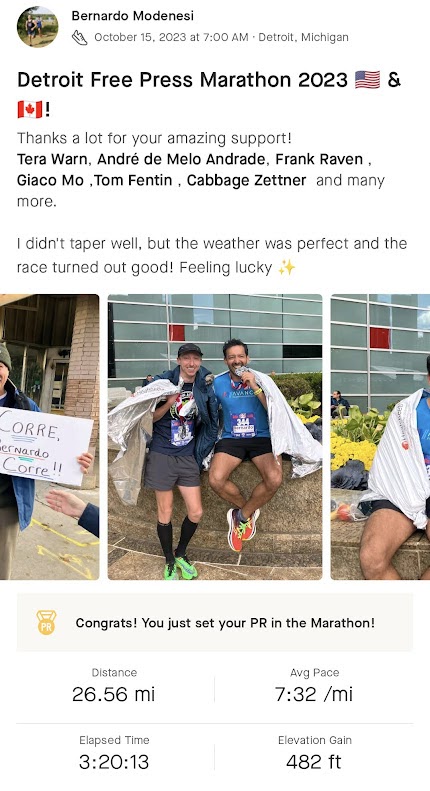 Bernardo Modenesi
October 15, 2023 at 7:00 AM · Detroit, Michigan
Detroit Free Press Marathon 2023 🇺🇸 &
🇨🇦!
Thanks a lot for your amazing support!
Tera Warn, André de Melo Andrade, Frank Raven ,
Giaco Mo ,Tom Fentin , Cabbage Zettner and many
more.
I didn't taper well, but the weather was perfect and the
race turned out good! Feeling lucky ✨
CORRE,
Bernardo
Corre!!
PR
Congrats! You just set your PR in the Marathon!
Distance
26.56 mi
Avg Pace
7:32 /mi
Elapsed Time
3:20:13
Elevation Gain
482 ft